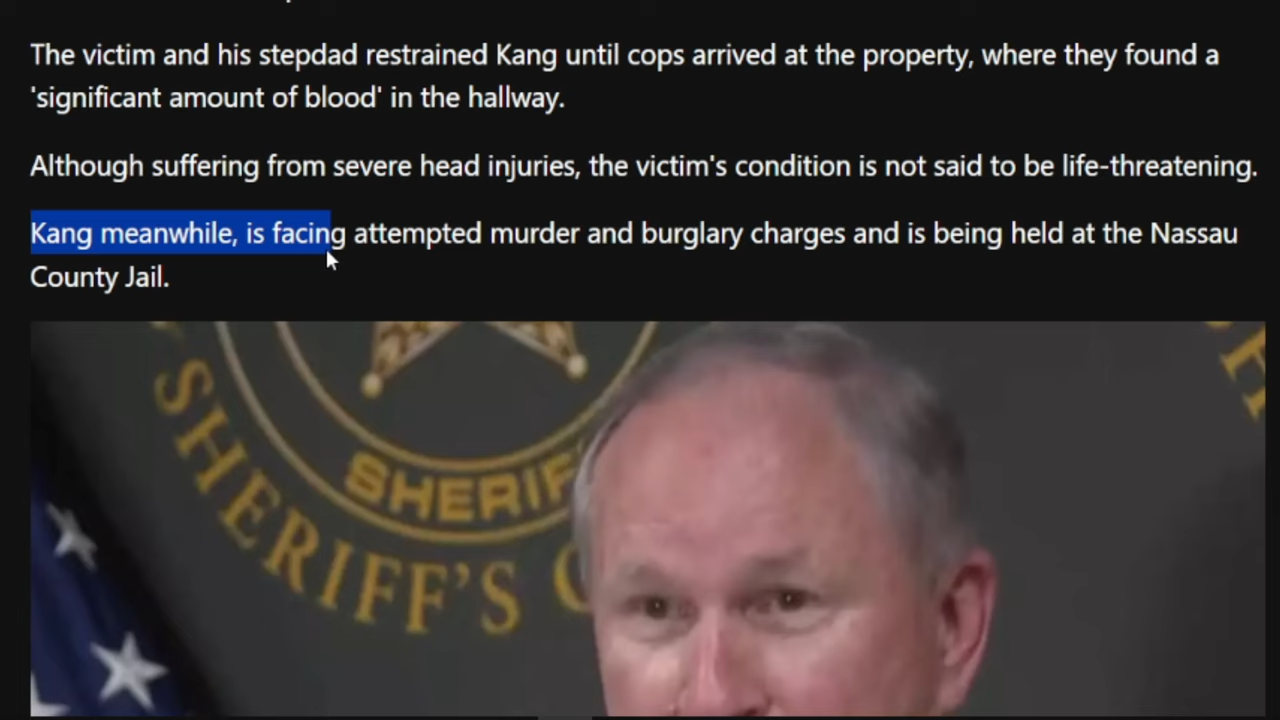 The victim and his stepdad restrained Kang until cops arrived at the property, where they found a
'significant amount of blood' in the hallway.
Although suffering from severe head injuries, the victim's condition is not said to be life-threatening.
Kang meanwhile, is facing attempted murder and burglary charges and is being held at the Nassau
County Jail.
SHERIFF
SHERIFF'S